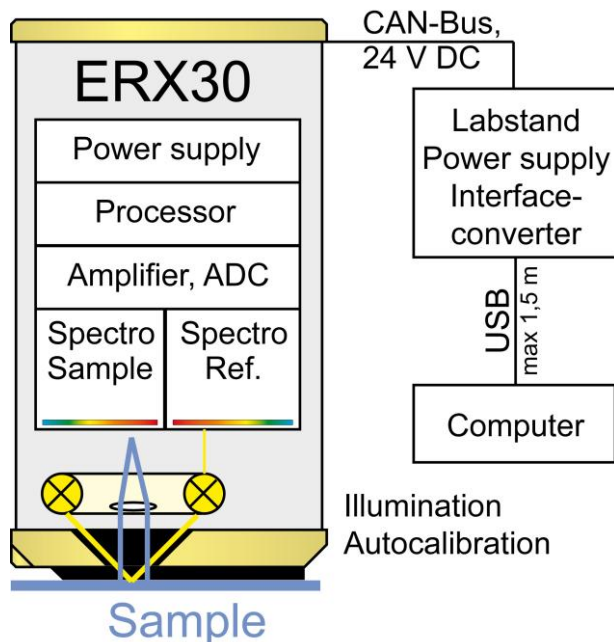 CAN-Bus,
24 V DC
ERX30
Power supply
Processor
Amplifier, ADC
Spectro
Sample
Spectro
Ref.
Labstand
Power supply
Interface-
converter
USB
max 1,5 m
Computer
Illumination
Autocalibration
Sample